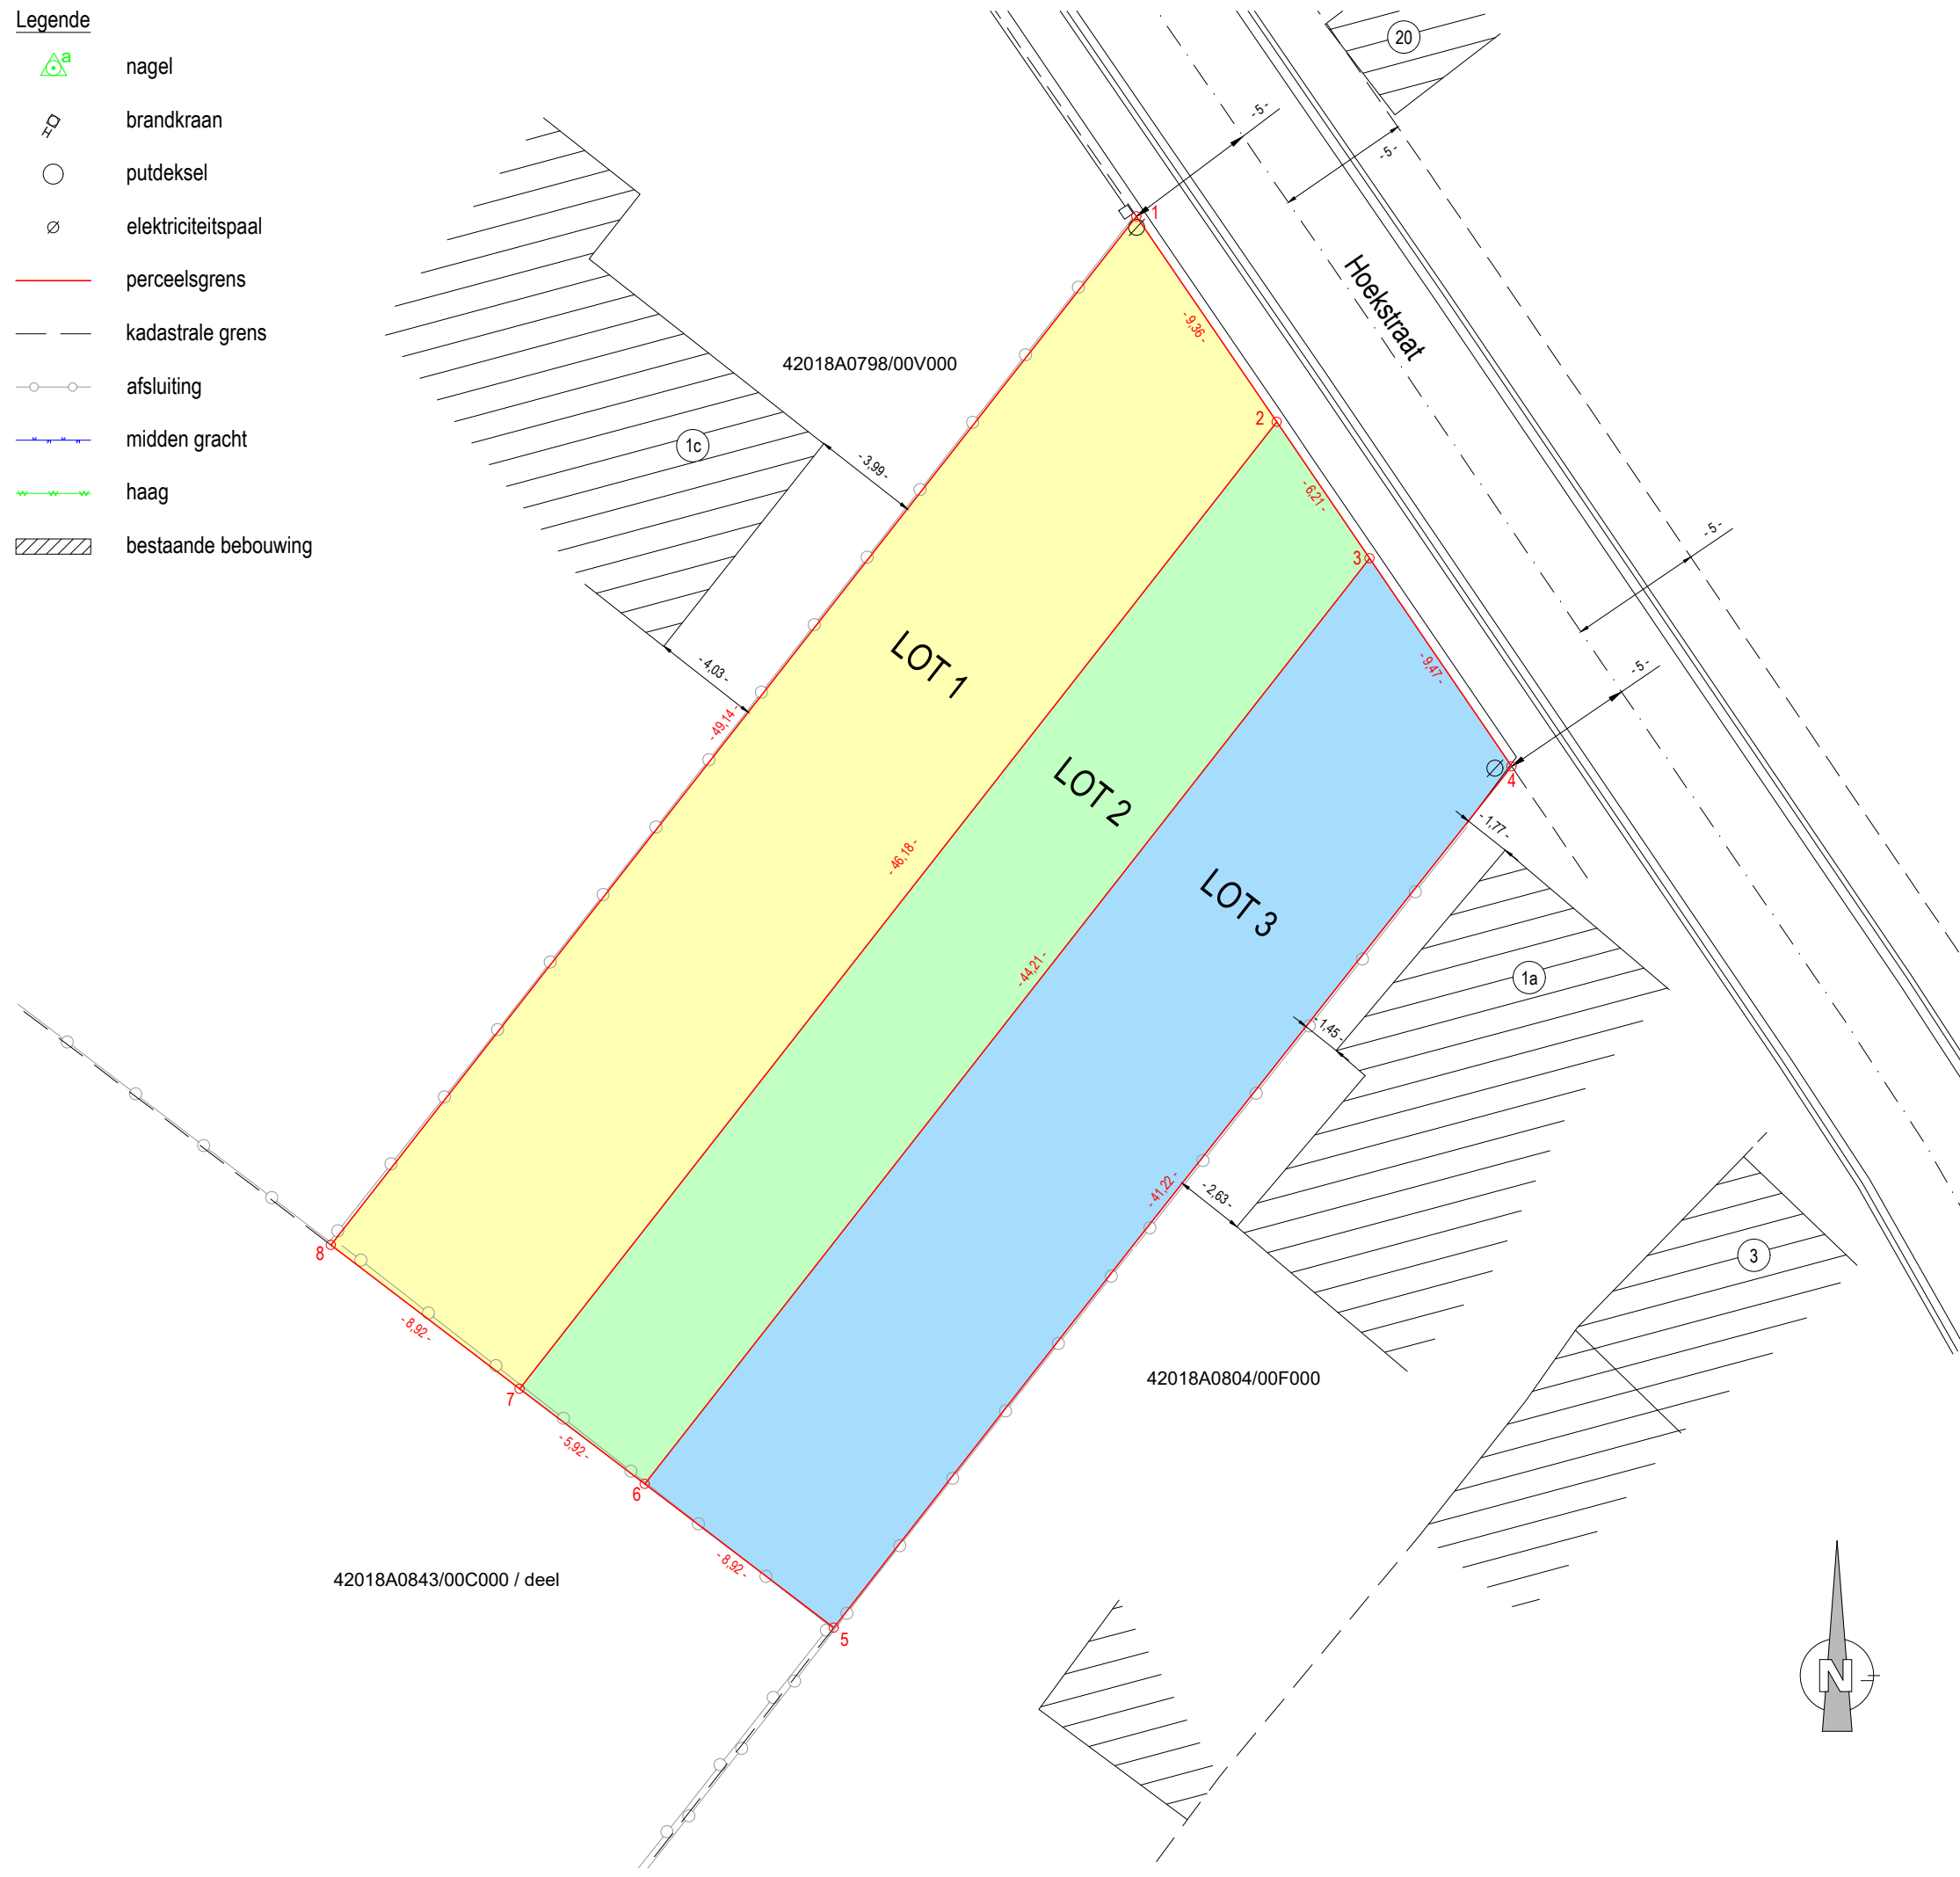 Legende
a
nagel
brandkraan
putdeksel
elektriciteitspaal
perceelsgrens
kadastrale grens
afsluiting
midden gracht
haag
bestaande bebouwing
20
-5-
-5-
1
Hoekstraat
- 9,36 -
42018A0798/00V000
2
1c
- 3,99-
- 6,21 -
3
-5-
LOT 1
- 4,03 -
- 9,47 -
-5-
- 49,14 -
4
LOT 2
- 1,77 -
- 46,18 -
LOT 3
- 44,21 -
1a
- 1,45 -
- 41,22 -
- 2,63 -
8
3
- 8,92 -
42018A0804/00F000
7
- 5,92 -
6
- 8,92 -
42018A0843/00C000 / deel
5
N